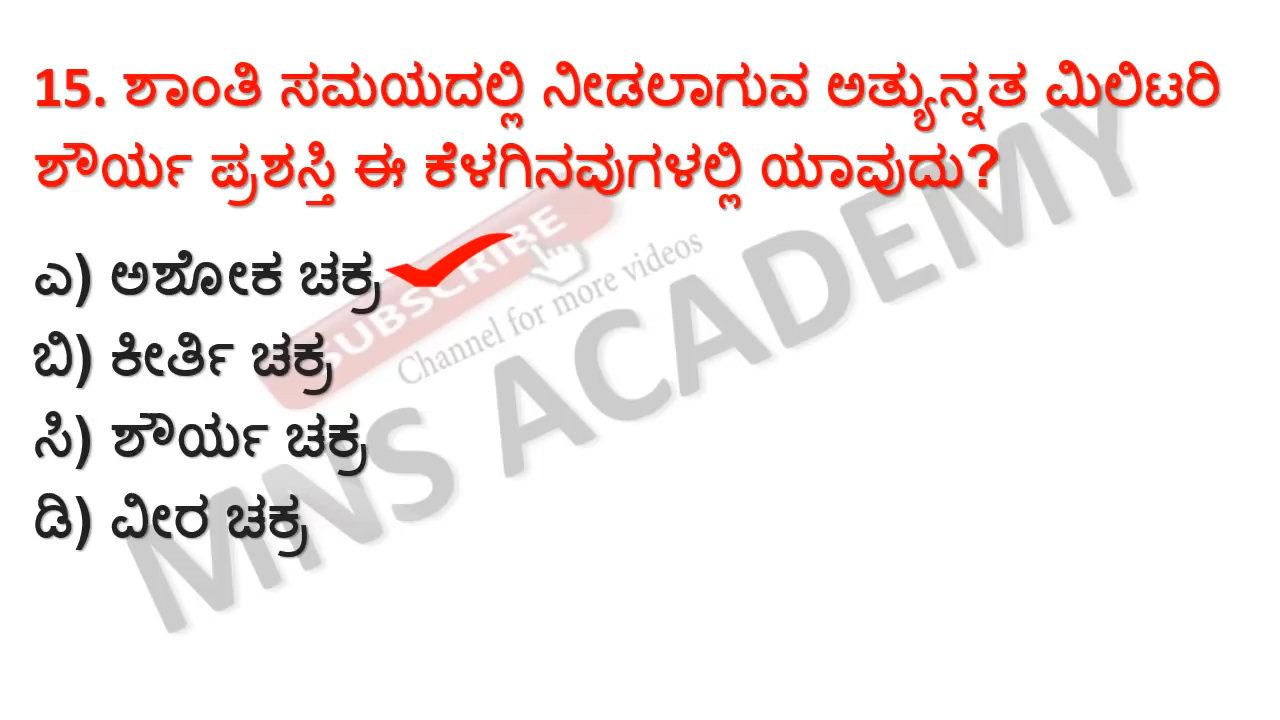 15. ಶಾಂತಿ ಸಮಯದಲ್ಲಿ ನೀಡಲಾಗುವ ಅತ್ಯುನ್ನತ ಮಿಲಿಟರಿ
ಶೌರ್ಯ ಪ್ರಶಸ್ತಿ ಈ ಕೆಳಗಿನವುಗಳಲ್ಲಿ ಯಾವುದು?
ಎ) ಅಶೋಕ ಚಕ್ರ
ಬಿ) ಕೀರ್ತಿ ಚಕ್ರ
ಸಿ) ಶೌರ್ಯ ಚಕ್ರ
ಡಿ) ವೀರ ಚಕ್ರ
SUBSCRIBE
Channel for more videos
MNS ACADEMY